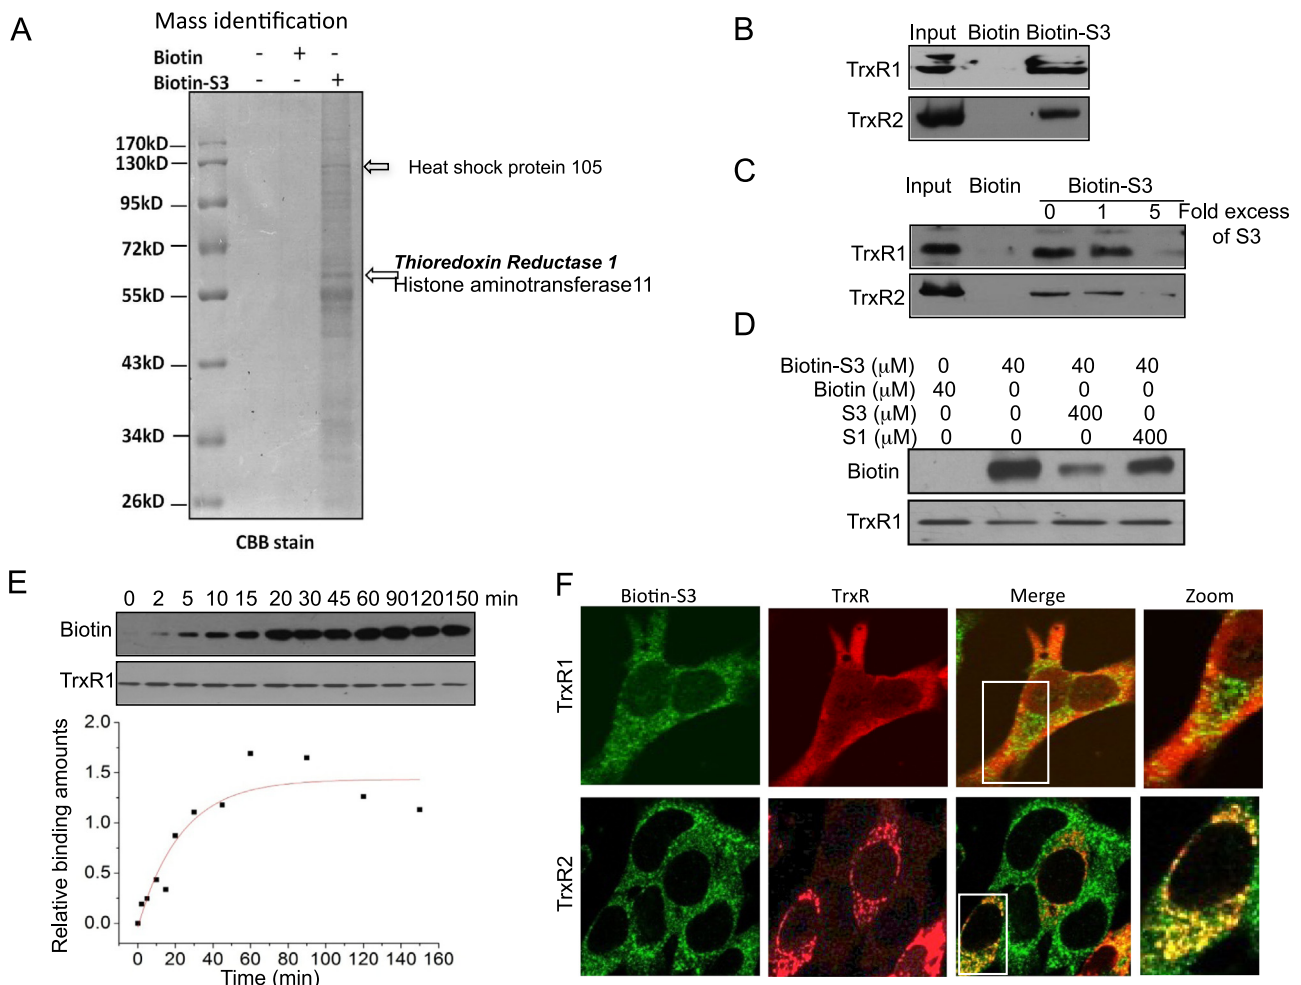 A
Mass identification
Biotin - + -
Biotin-S3 - - +
170kD
130kD
95kD
72kD
55kD
43kD
34kD
26kD
Heat shock protein 105
Thioredoxin Reductase 1
Histone aminotransferase11
CBB stain
B
Input Biotin Biotin-S3
TrxR1
TrxR2
C
Input Biotin Biotin-S3
0 1 5 Fold excess
of S3
TrxR1
TrxR2
D
Biotin-S3 (μM) 0 40 40 40
Biotin (μM) 40 0 0 0
S3 (μM) 0 0 400 0
S1 (μM) 0 0 0 400
Biotin
TrxR1
E
0 2 5 10 15 20 30 45 60 90 120 150 min
Biotin
TrxR1
2.0
1.5
1.0
0.5
0.0
Relative binding amounts
0 20 40 60 80 100 120 140 160
Time (min)
F
Biotin-S3 TrxR Merge Zoom
TrxR1
TrxR2